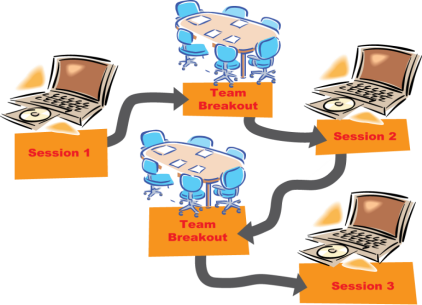 Session 1
Team
Breakout
Session 2
Team
Breakout
Session 3